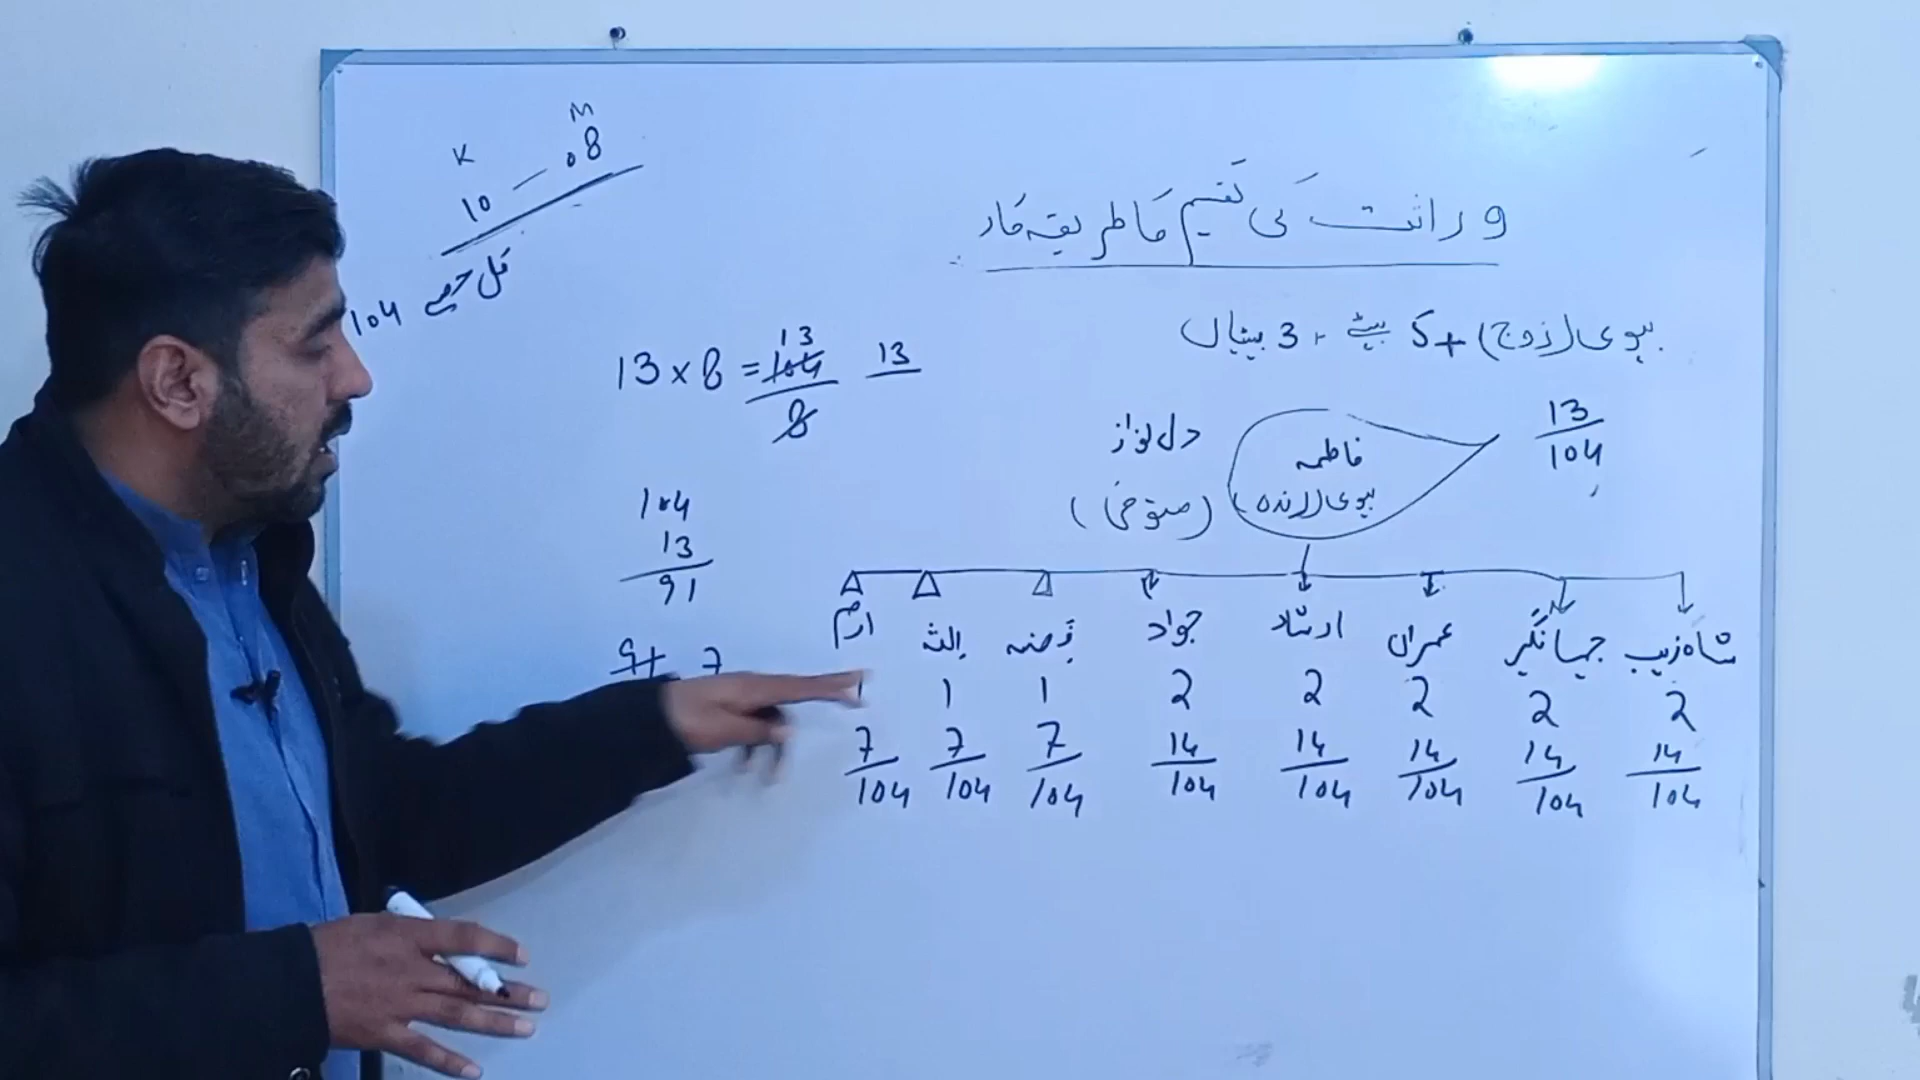 وراثت کی تقسیم کا طریقہ کار
K M
10 — 08
104 کل حصے
بیوی (زوج) + 5 بیٹے + 3 بیٹیاں
13 × 8 = 104/8 13 13
دل نواز
(متوفی)
فاطمہ
بیوی (زندہ)
13/104
104
13
91
91 7
شاہ زیب جہانگیر عمران ارشاد جواد ارم
2 2 2 2 2 1 1 1
14/104 14/104 14/104 14/104 14/104 7/104 7/104 7/104